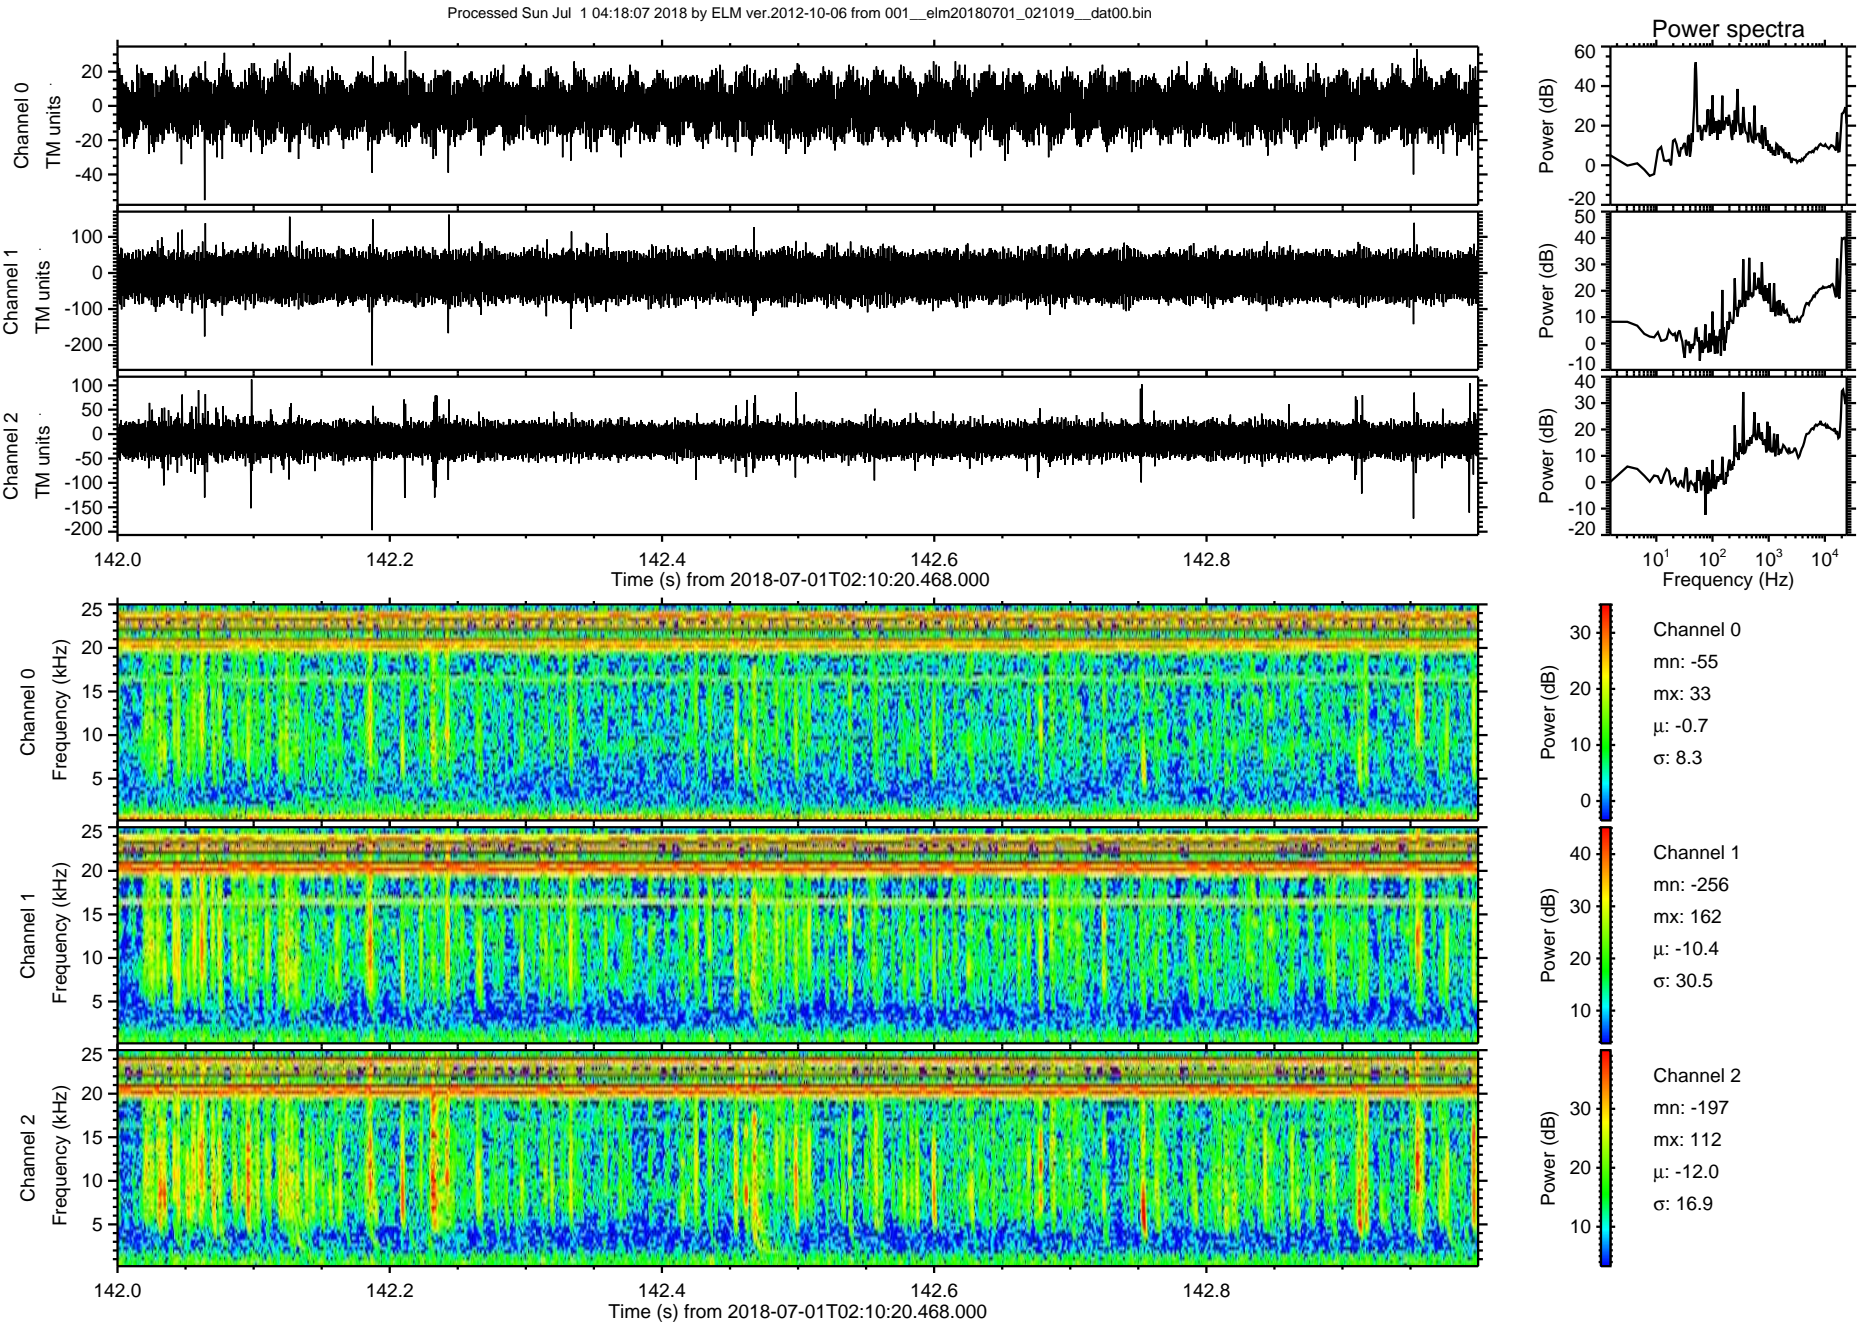 Processed Sun Jul  1 04:18:07 2018 by ELM ver.2012-10-06 from 001__elm20180701_021019__dat00.bin
Power spectra
Channel 0
TM units
20
0
-20
-40
Power (dB)
60
40
20
0
-20
Channel 1
TM units
100
0
-100
-200
Power (dB)
50
40
30
20
10
0
-10
Channel 2
TM units
100
50
0
-50
-100
-150
-200
Power (dB)
40
30
20
10
0
-10
-20
142.0 142.2 142.4 142.6 142.8
Time (s) from 2018-07-01T02:10:20.468.000
10¹ 10² 10³ 10⁴
Frequency (Hz)
Channel 0
Frequency (kHz)
25
20
15
10
5
Power (dB)
30
20
10
0
Channel 0
mn: -55
mx: 33
μ: -0.7
σ: 8.3
Channel 1
Frequency (kHz)
25
20
15
10
5
Power (dB)
40
30
20
10
Channel 1
mn: -256
mx: 162
μ: -10.4
σ: 30.5
Channel 2
Frequency (kHz)
25
20
15
10
5
Power (dB)
30
20
10
Channel 2
mn: -197
mx: 112
μ: -12.0
σ: 16.9
142.0 142.2 142.4 142.6 142.8
Time (s) from 2018-07-01T02:10:20.468.000